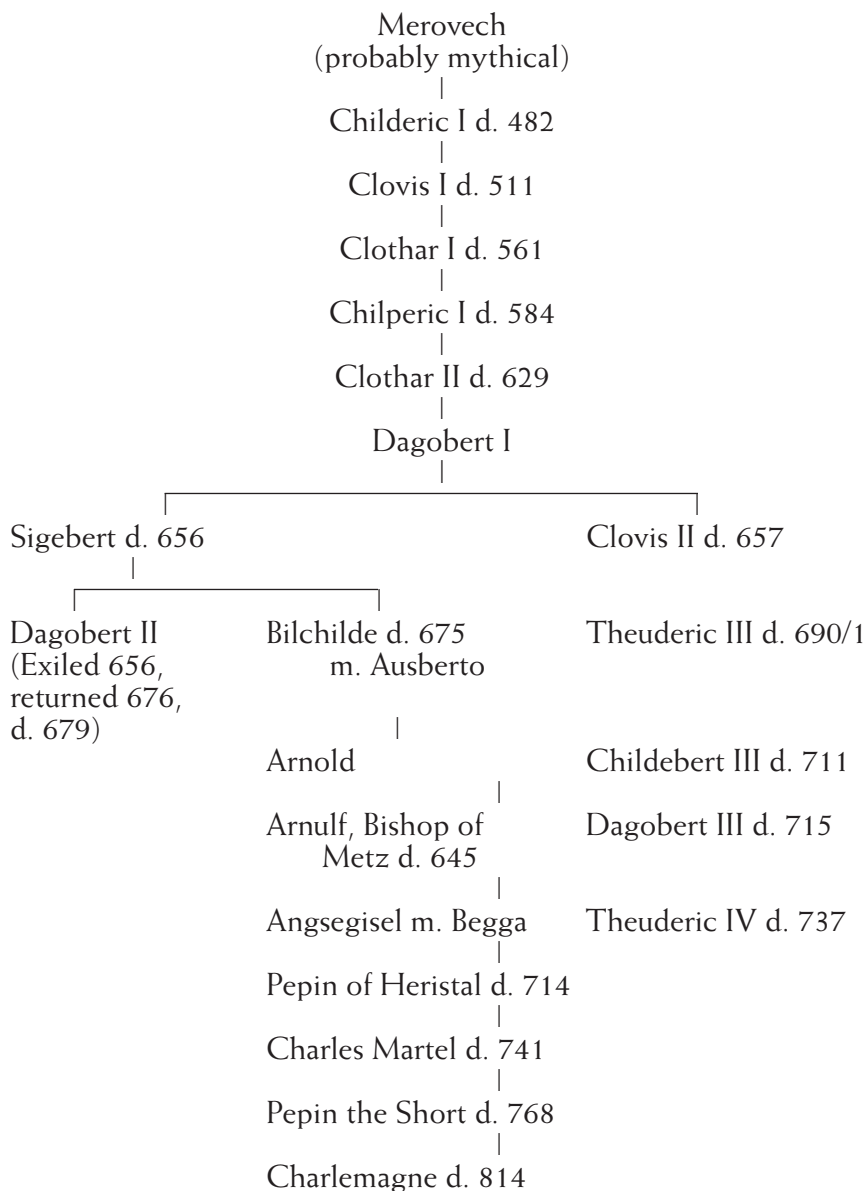 Merovech
(probably mythical)
Childeric I d. 482
Clovis I d. 511
Clothar I d. 561
Chilperic I d. 584
Clothar II d. 629
Dagobert I
Sigebert d. 656
Clovis II d. 657
Dagobert II
(Exiled 656,
returned 676,
d. 679)
Bilchilde d. 675
m. Ausberto
Theuderic III d. 690/1
Arnold
Childebert III d. 711
Arnulf, Bishop of
Metz d. 645
Dagobert III d. 715
Angsegisel m. Begga
Theuderic IV d. 737
Pepin of Heristal d. 714
Charles Martel d. 741
Pepin the Short d. 768
Charlemagne d. 814